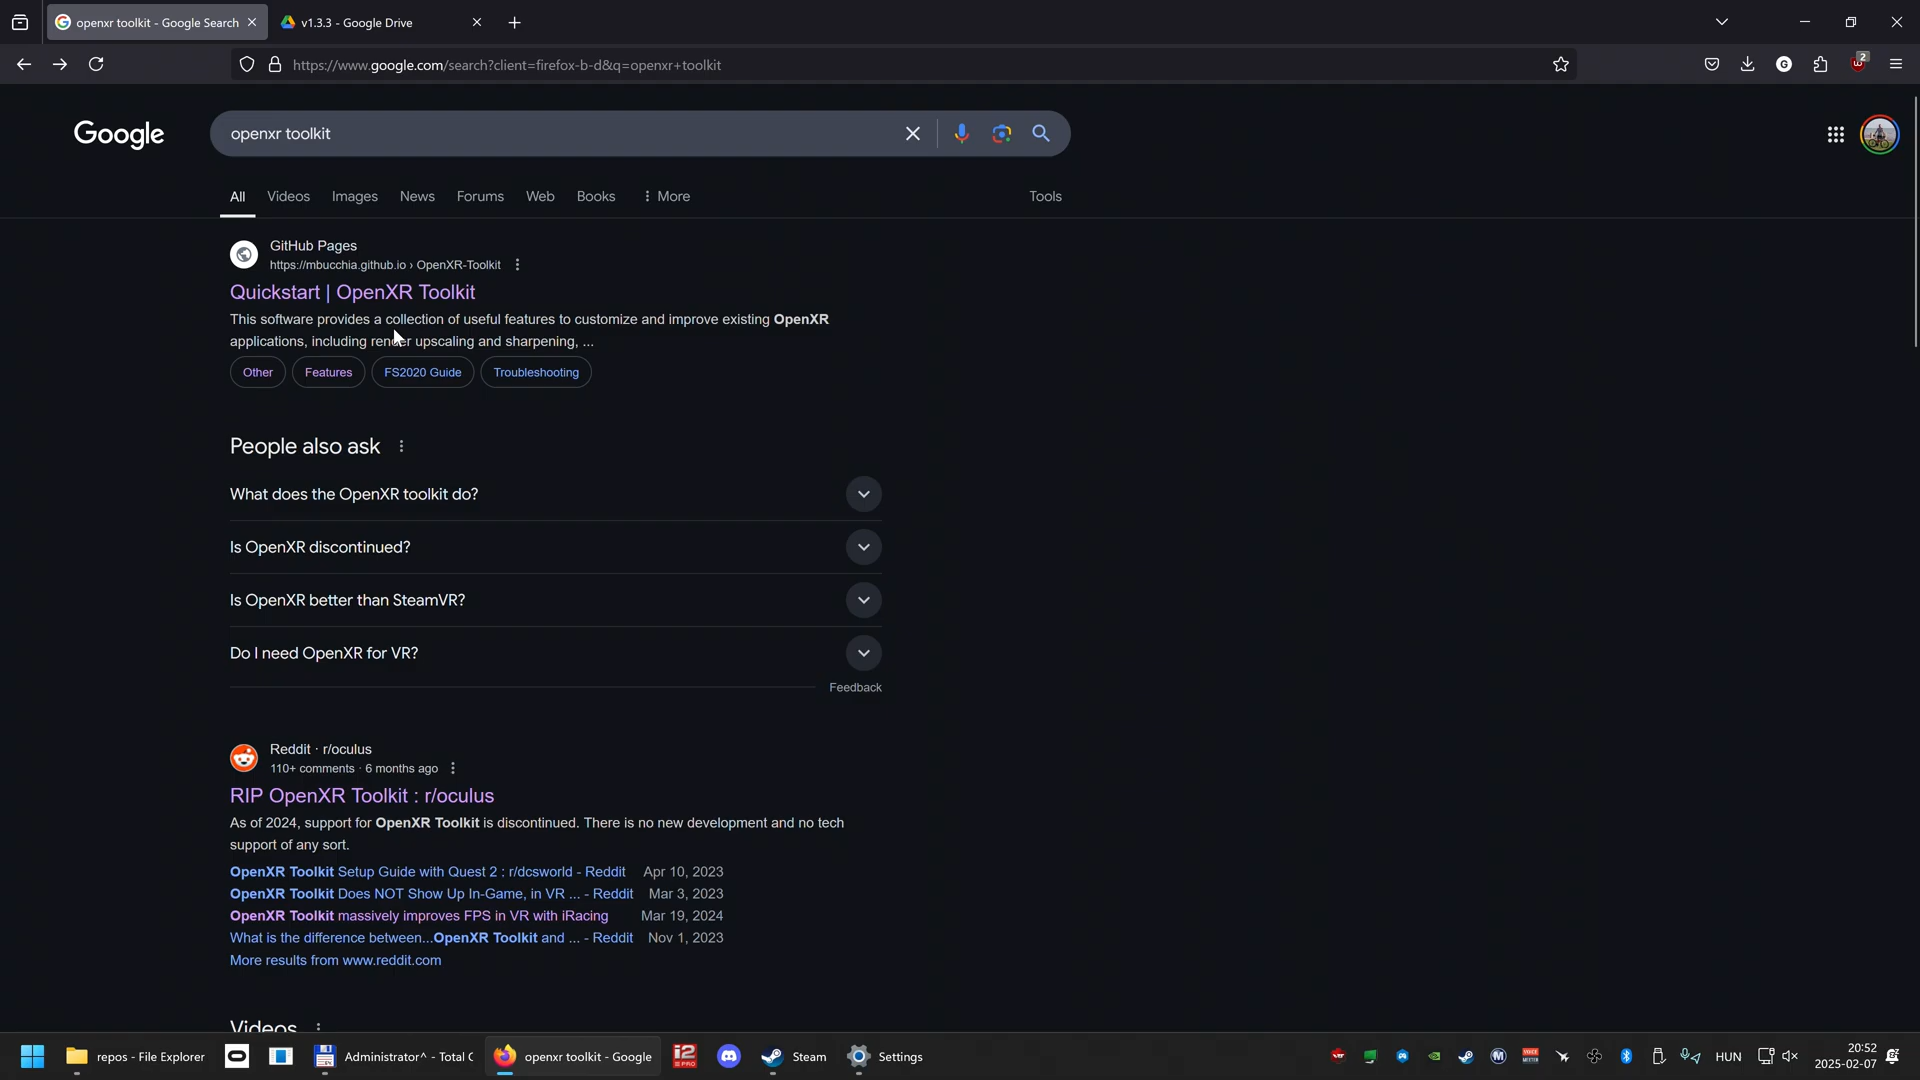 openxr toolkit - Google Search
v1.3.3 - Google Drive
https://www.google.com/search?client=firefox-b-d&q=openxr+toolkit
G
2
Google
openxr toolkit
All
Videos
Images
News
Forums
Web
Books
More
Tools
GitHub Pages
https://mbucchia.github.io › OpenXR-Toolkit
Quickstart | OpenXR Toolkit
This software provides a collection of useful features to customize and improve existing OpenXR
applications, including render upscaling and sharpening, ...
Other
Features
FS2020 Guide
Troubleshooting
People also ask
What does the OpenXR toolkit do?
Is OpenXR discontinued?
Is OpenXR better than SteamVR?
Do I need OpenXR for VR?
Feedback
Reddit · r/oculus
110+ comments · 6 months ago
RIP OpenXR Toolkit : r/oculus
As of 2024, support for OpenXR Toolkit is discontinued. There is no new development and no tech
support of any sort.
OpenXR Toolkit Setup Guide with Quest 2 : r/dcsworld - Reddit Apr 10, 2023
OpenXR Toolkit Does NOT Show Up In-Game, in VR ... - Reddit Mar 3, 2023
OpenXR Toolkit massively improves FPS in VR with iRacing Mar 19, 2024
What is the difference between...OpenXR Toolkit and ... - Reddit Nov 1, 2023
More results from www.reddit.com
Videos
repos - File Explorer
Administrator^ - Total C
openxr toolkit - Google
i2
PRO
Steam
Settings
HUN
20:52
2025-02-07